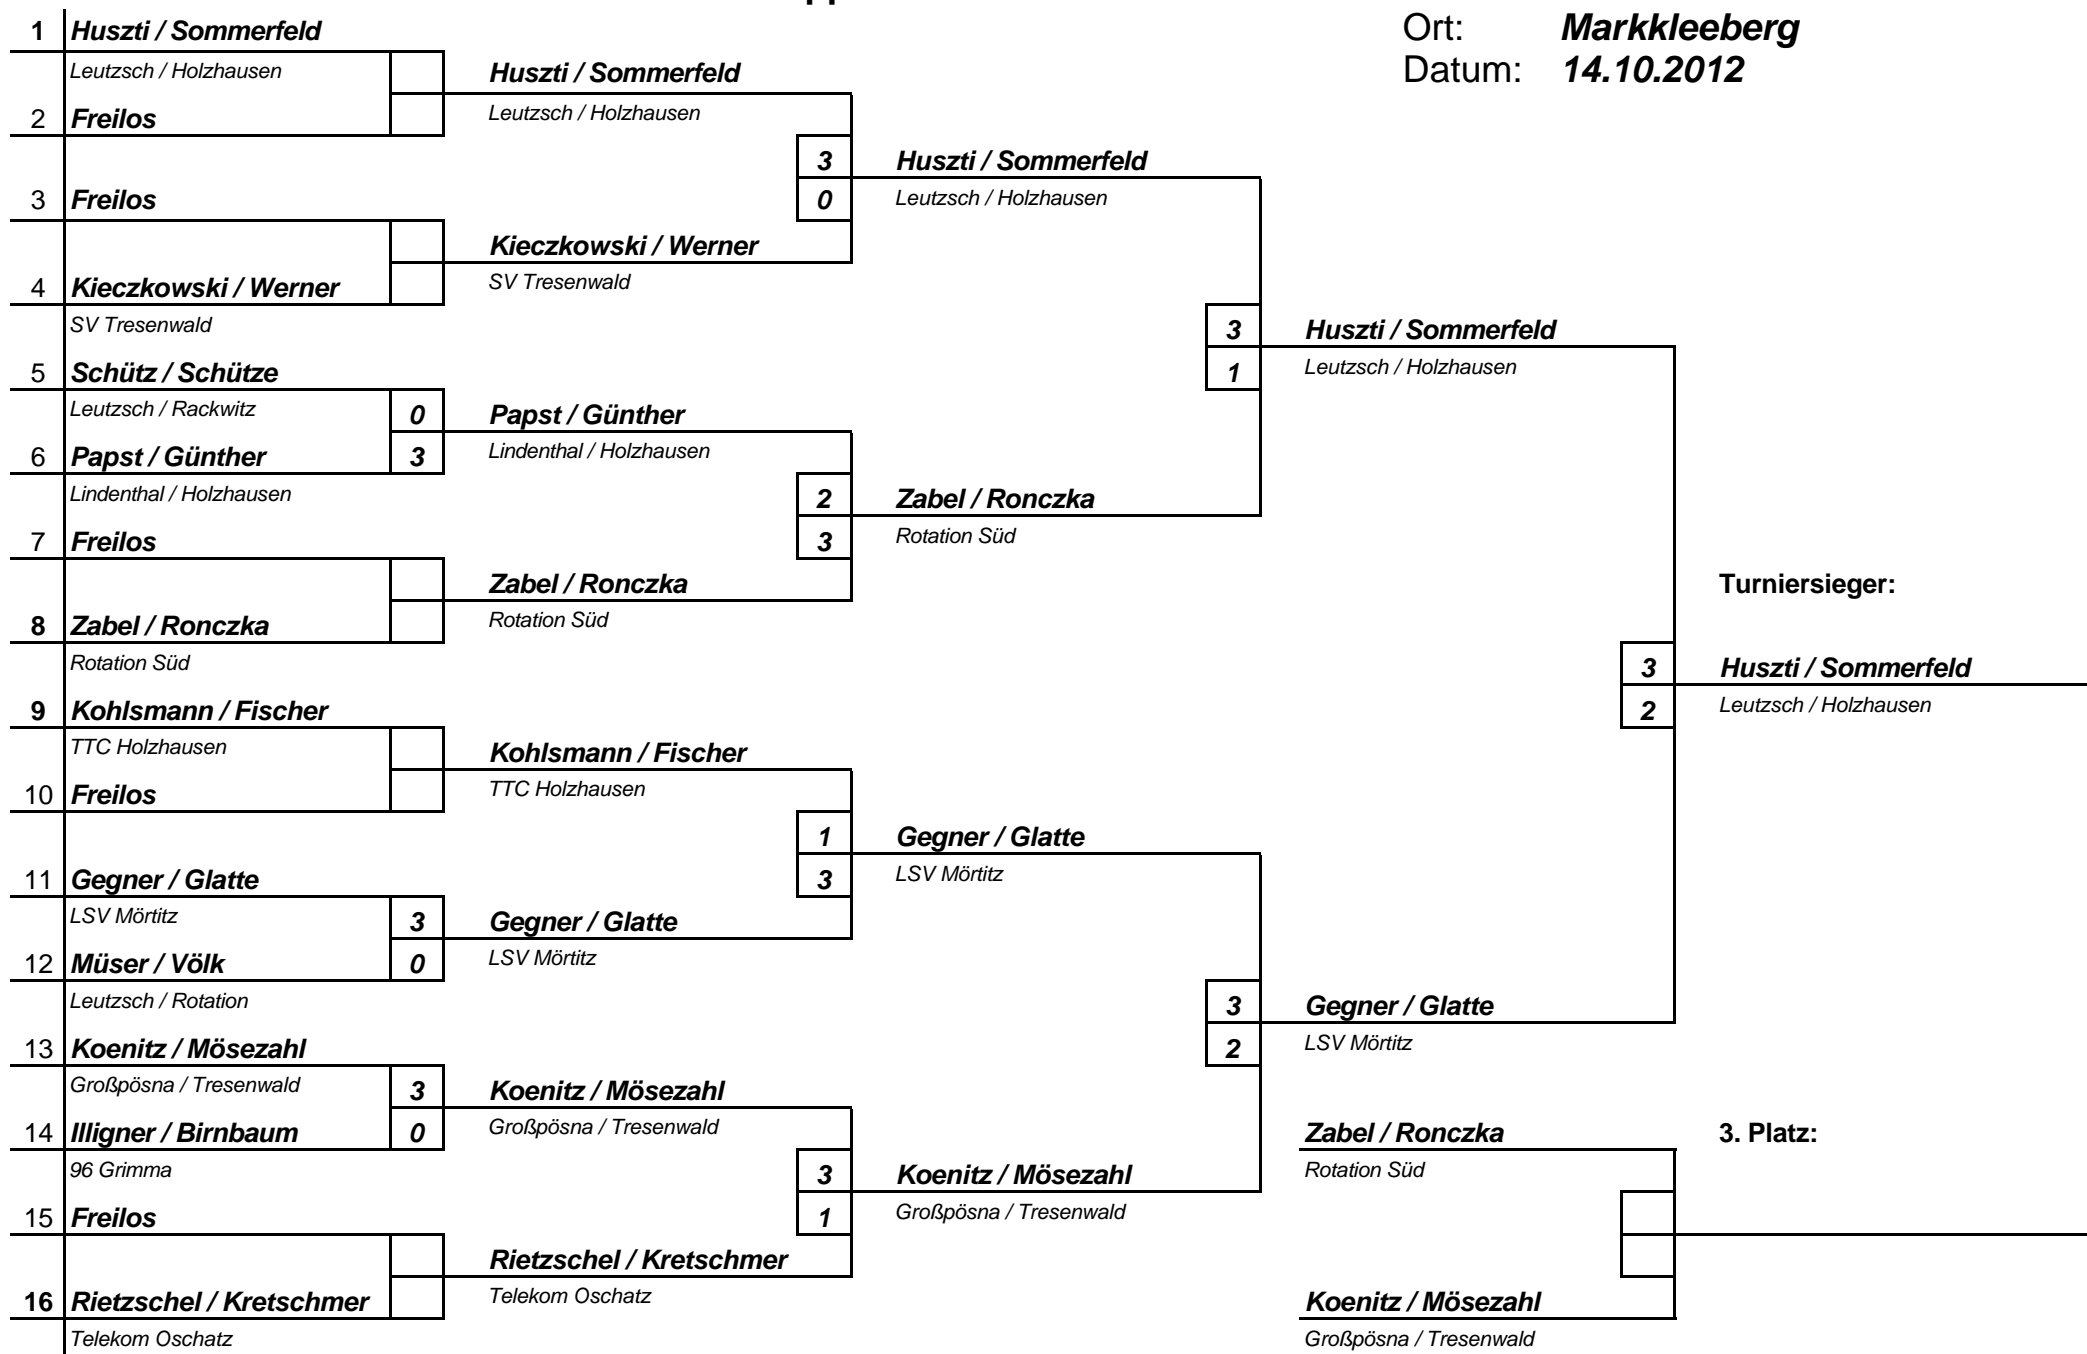 Ort: Markkleeberg
Datum: 14.10.2012
1 Huszti / Sommerfeld
Leutzsch / Holzhausen
2 Freilos
3 Freilos
4 Kieczkowski / Werner
SV Tresenwald
5 Schütz / Schütze
Leutzsch / Rackwitz 0
6 Papst / Günther 3
Lindenthal / Holzhausen
7 Freilos
8 Zabel / Ronczka
Rotation Süd
9 Kohlsmann / Fischer
TTC Holzhausen
10 Freilos
11 Gegner / Glatte
LSV Mörtitz 3
12 Müser / Völk 0
Leutzsch / Rotation
13 Koenitz / Mösezahl
Großpösna / Tresenwald 3
14 Illigner / Birnbaum 0
96 Grimma
15 Freilos
16 Rietzschel / Kretschmer
Telekom Oschatz
Huszti / Sommerfeld
Leutzsch / Holzhausen
3
0
Kieczkowski / Werner
SV Tresenwald
Papst / Günther
Lindenthal / Holzhausen
2
3
Zabel / Ronczka
Rotation Süd
Kohlsmann / Fischer
TTC Holzhausen
1
3
Gegner / Glatte
LSV Mörtitz
Koenitz / Mösezahl
Großpösna / Tresenwald
3
1
Rietzschel / Kretschmer
Telekom Oschatz
Huszti / Sommerfeld
Leutzsch / Holzhausen
3
1
Zabel / Ronczka
Rotation Süd
Gegner / Glatte
LSV Mörtitz
3
2
Koenitz / Mösezahl
Großpösna / Tresenwald
Huszti / Sommerfeld
Leutzsch / Holzhausen
3
2
Gegner / Glatte
LSV Mörtitz
Turniersieger:
Huszti / Sommerfeld
Leutzsch / Holzhausen
Zabel / Ronczka
Rotation Süd
3. Platz:
Koenitz / Mösezahl
Großpösna / Tresenwald